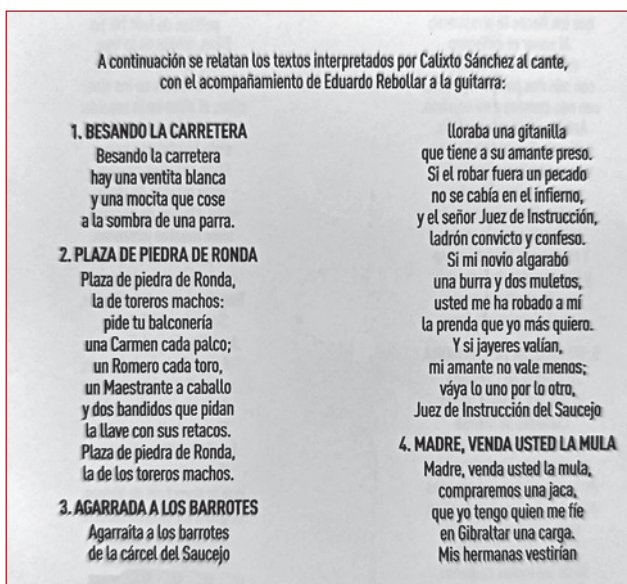 A continuación se relatan los textos interpretados por Calixto Sánchez al cante,
con el acompañamiento de Eduardo Rebollar a la guitarra:
1. BESANDO LA CARRETERA
Besando la carretera
hay una ventita blanca
y una mocita que cose
a la sombra de una parra.
2. PLAZA DE PIEDRA DE RONDA
Plaza de piedra de Ronda,
la de toreros machos:
pide tu balconería
una Carmen cada palco;
un Romero cada toro,
un Maestrante a caballo
y dos bandidos que pidan
la llave con sus retacos.
Plaza de piedra de Ronda,
la de los toreros machos.
3. AGARRADA A LOS BARROTES
Agarraita a los barrotes
de la cárcel del Saucejo
lloraba una gitanilla
que tiene a su amante preso.
Si el robar fuera un pecado
no se cabía en el infierno,
y el señor Juez de Instrucción,
ladrón convicto y confeso.
Si mi novio algarabó
una burra y dos muletos,
usted me ha robado a mí
la prenda que yo más quiero.
Y si jayeres valían,
mi amante no vale menos;
váya lo uno por lo otro,
Juez de Instrucción del Saucejo
4. MADRE, VENDA USTED LA MULA
Madre, venda usted la mula,
compraremos una jaca,
que yo tengo quien me fíe
en Gibraltar una carga.
Mis hermanas vestirían